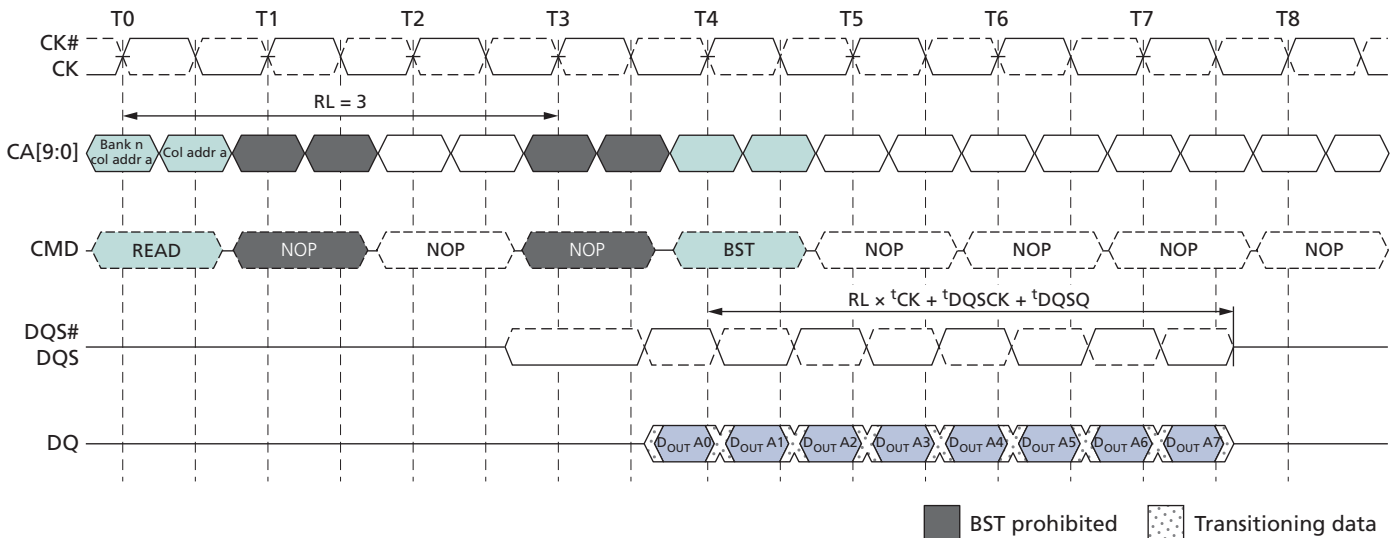 T0 T1 T2 T3 T4 T5 T6 T7 T8
CK#
CK
RL = 3
CA[9:0]
Bank n
col addr a
Col addr a
CMD READ NOP NOP NOP BST NOP NOP NOP NOP
RL × tCK + tDQSCK + tDQSQ
DQS#
DQS
DQ DOUT A0 DOUT A1 DOUT A2 DOUT A3 DOUT A4 DOUT A5 DOUT A6 DOUT A7
BST prohibited Transitioning data